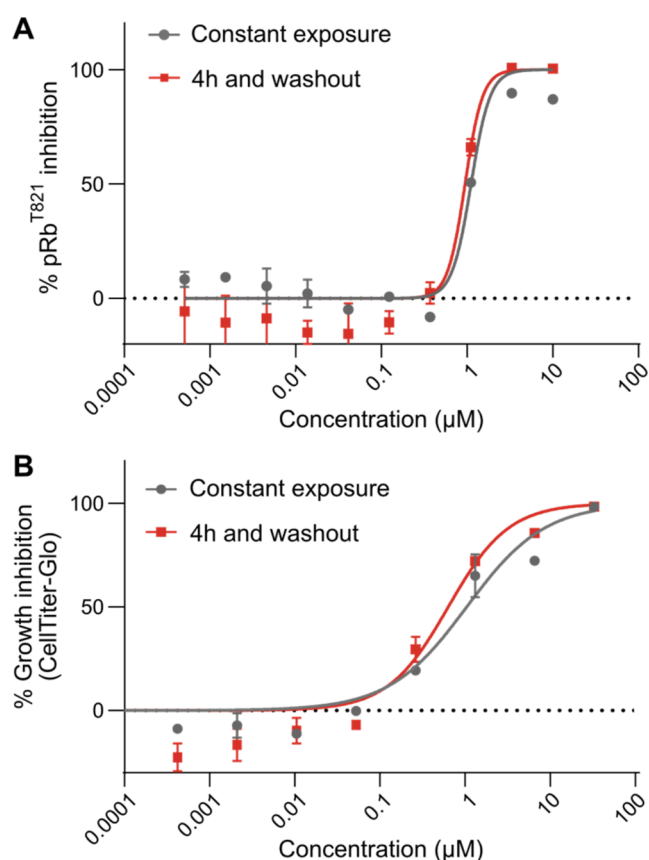 A
Constant exposure
4h and washout
% pRbT821 inhibition
100
50
0
0.0001
0.001
0.01
0.1
1
10
100
Concentration (µM)
B
Constant exposure
4h and washout
% Growth inhibition
(CellTiter-Glo)
100
50
0
0.0001
0.001
0.01
0.1
1
10
100
Concentration (µM)